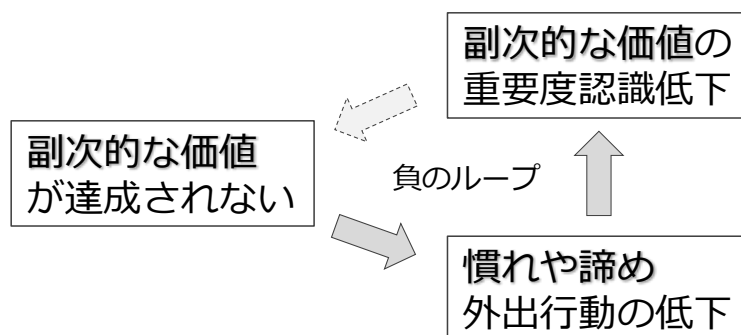 副次的な価値の
重要度認識低下
副次的な価値
が達成されない
負のループ
慣れや諦め
外出行動の低下